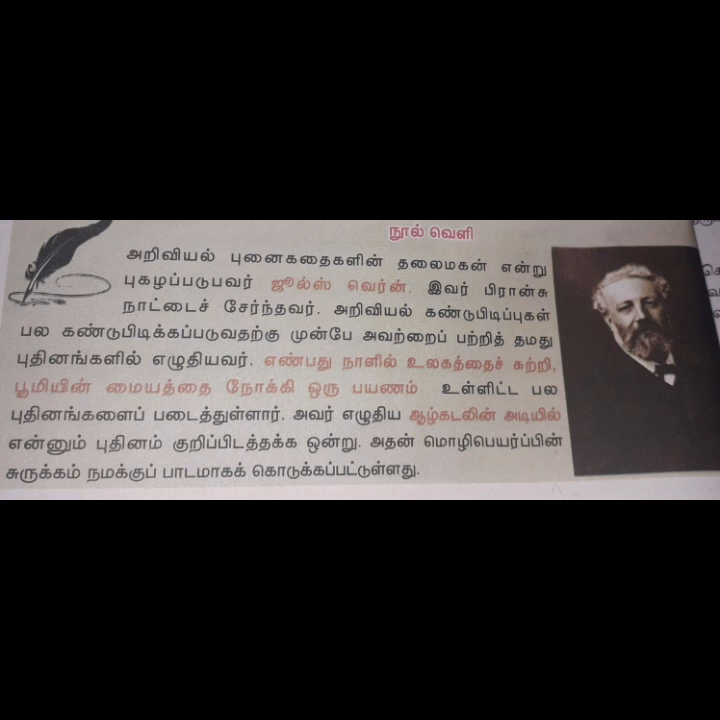 நூல் வெளி
அறிவியல் புனைகதைகளின் தலைமகன் என்று
புகழப்படுபவர் ஜூல்ஸ் வெர்ன். இவர் பிரான்சு
நாட்டைச் சேர்ந்தவர். அறிவியல் கண்டுபிடிப்புகள்
பல கண்டுபிடிக்கப்படுவதற்கு முன்பே அவற்றைப் பற்றித் தமது
புதினங்களில் எழுதியவர். எண்பது நாளில் உலகத்தைச் சுற்றி,
பூமியின் மையத்தை நோக்கி ஒரு பயணம் உள்ளிட்ட பல
புதினங்களைப் படைத்துள்ளார். அவர் எழுதிய ஆழ்கடலின் அடியில்
என்னும் புதினம் குறிப்பிடத்தக்க ஒன்று. அதன் மொழிபெயர்ப்பின்
சுருக்கம் நமக்குப் பாடமாகக் கொடுக்கப்பட்டுள்ளது.